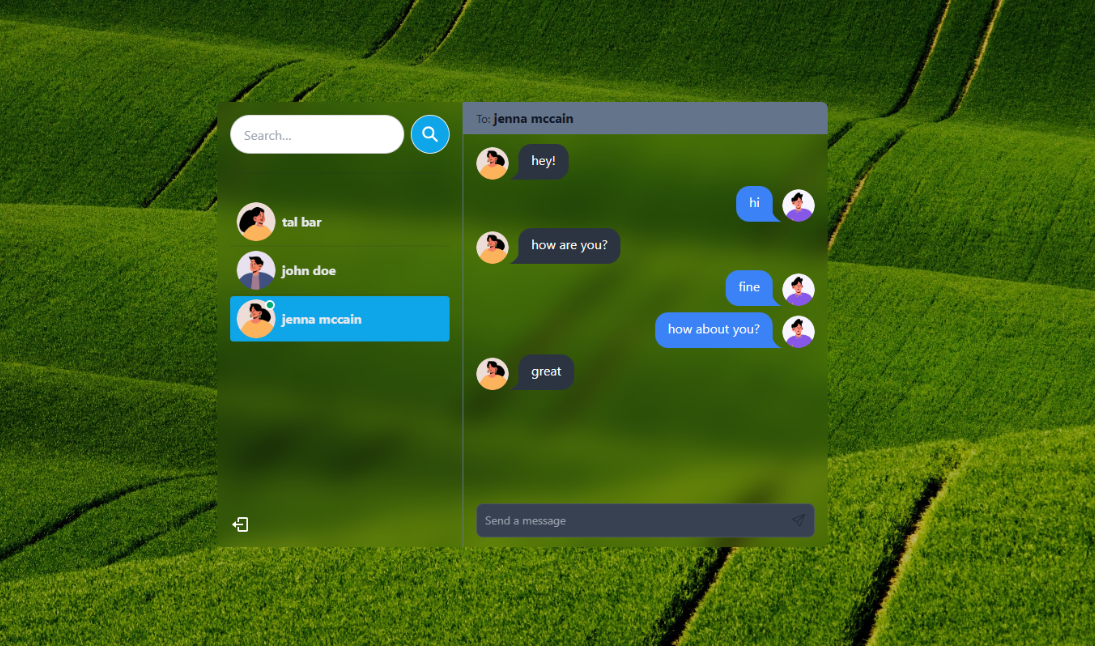 Search...
tal bar
john doe
jenna mccain
To: jenna mccain
hey!
hi
how are you?
fine
how about you?
great
Send a message